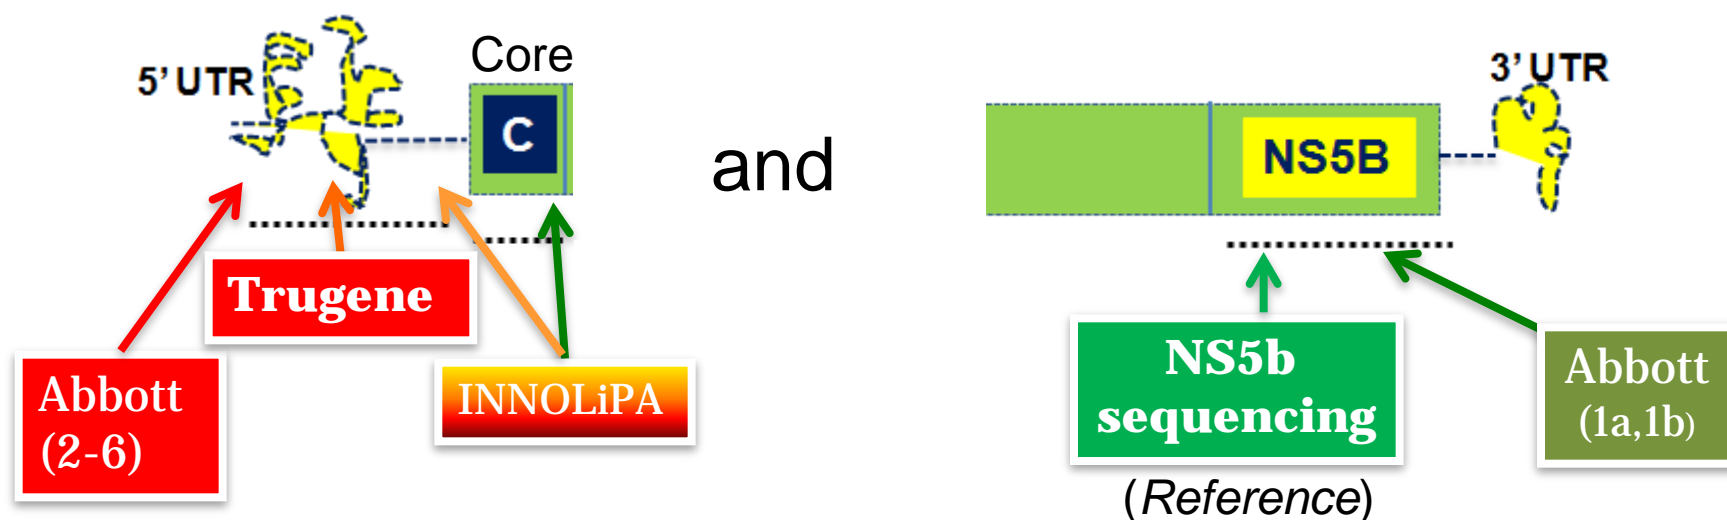 5’ UTR
Core
C
and
NS5B
3’ UTR
Trugene
Abbott
(2-6)
INNOLiPA
NS5b
sequencing
(Reference)
Abbott
(1a,1b)